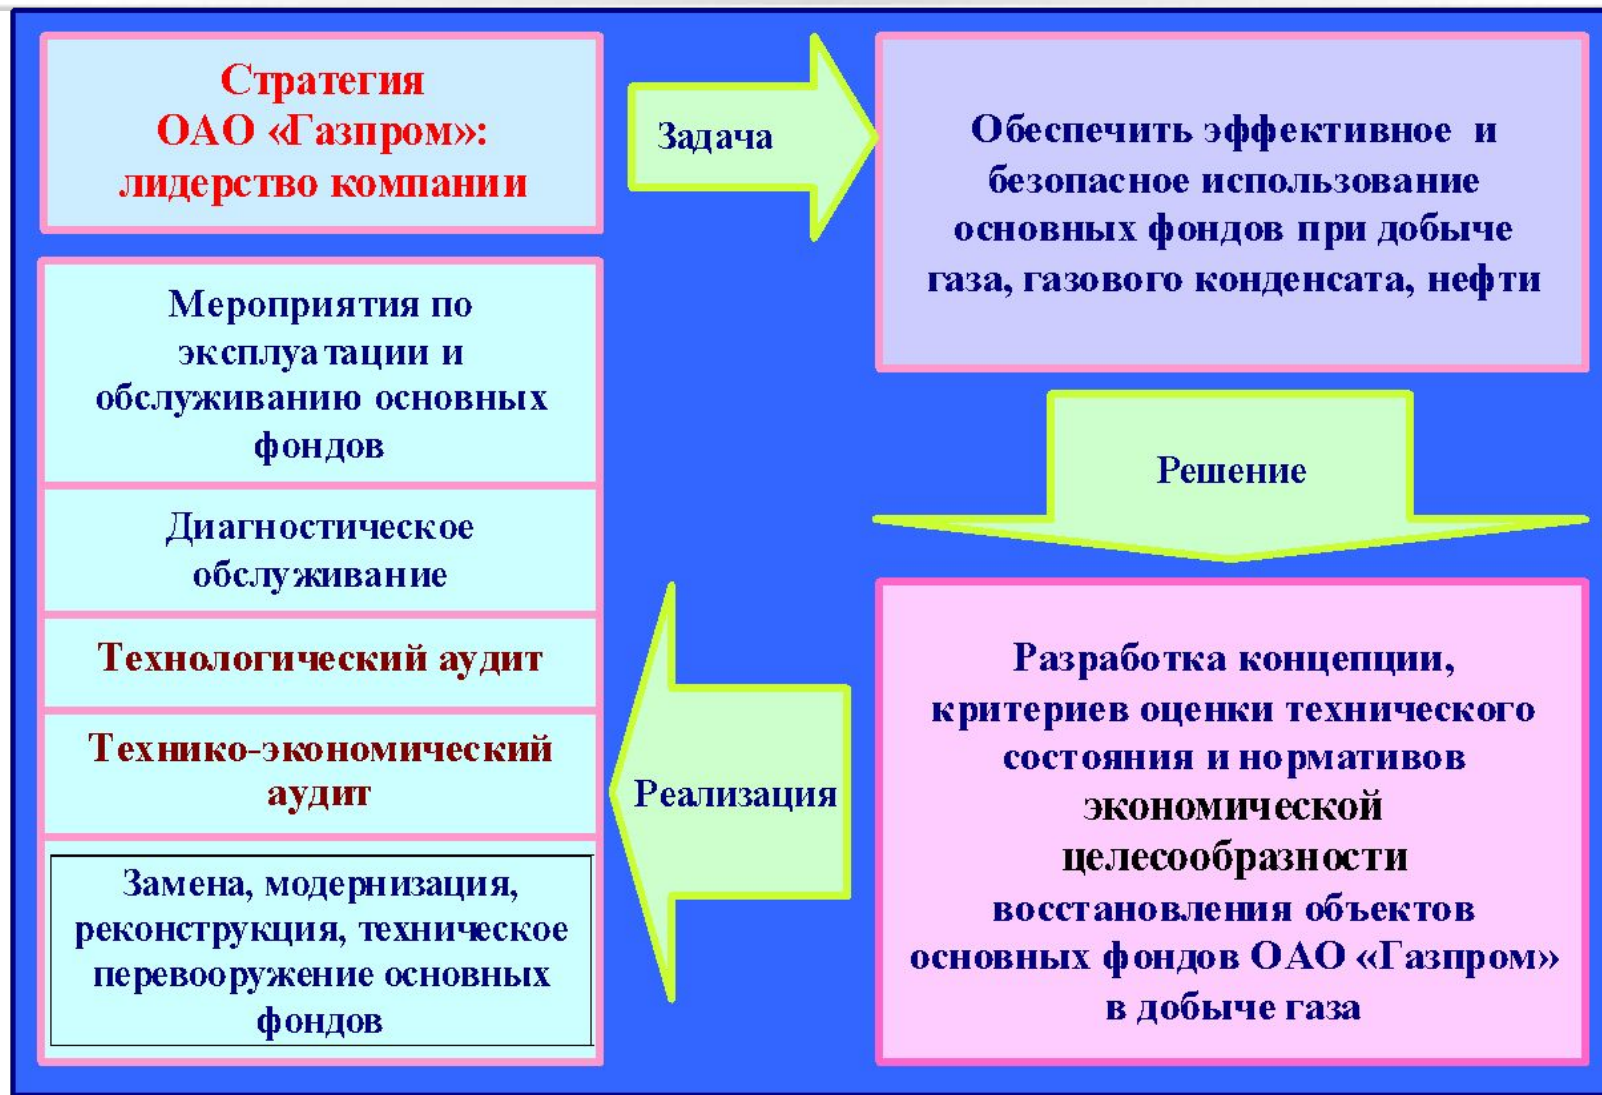 Стратегия
ОАО «Газпром»:
лидерство компании
Задача
Обеспечить эффективное и
безопасное использование
основных фондов при добыче
газа, газового конденсата, нефти
Решение
Разработка концепции,
критериев оценки технического
состояния и нормативов
экономической
целесообразности
восстановления объектов
основных фондов ОАО «Газпром»
в добыче газа
Реализация
Мероприятия по
эксплуатации и
обслуживанию основных
фондов
Диагностическое
обслуживание
Технологический аудит
Технико-экономический
аудит
Замена, модернизация,
реконструкция, техническое
перевооружение основных
фондов